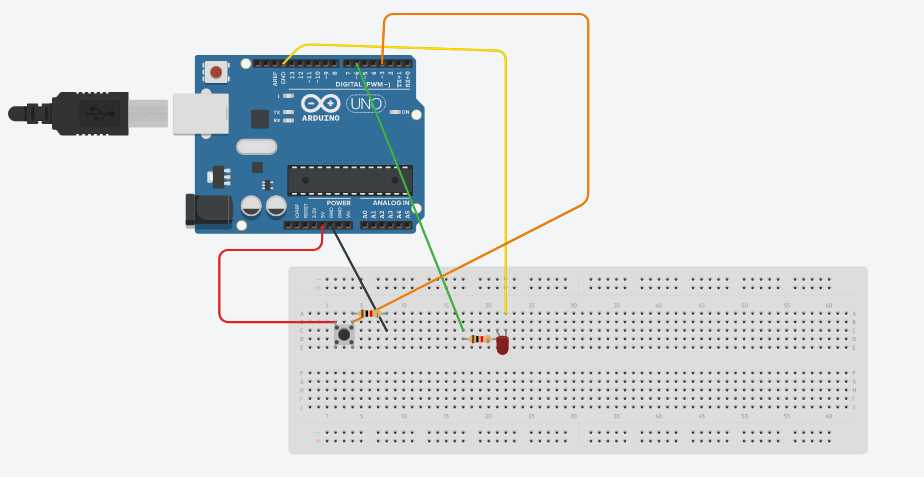 AREF GND 13 12 ~11 ~10 ~9 8 7 ~6 ~5 4 ~3 2 TX→1 RX←0
DIGITAL (PWM~)
L
TX
RX
UNO
ON
ARDUINO
POWER
ANALOG IN
IOREF RESET 3.3V 5V GND GND Vin A0 A1 A2 A3 A4 A5
1 5 10 15 20 25 30 35 40 45 50 55 60
A A
B B
C C
D D
E E
F F
G G
H H
I I
J J
1 5 10 15 20 25 30 35 40 45 50 55 60